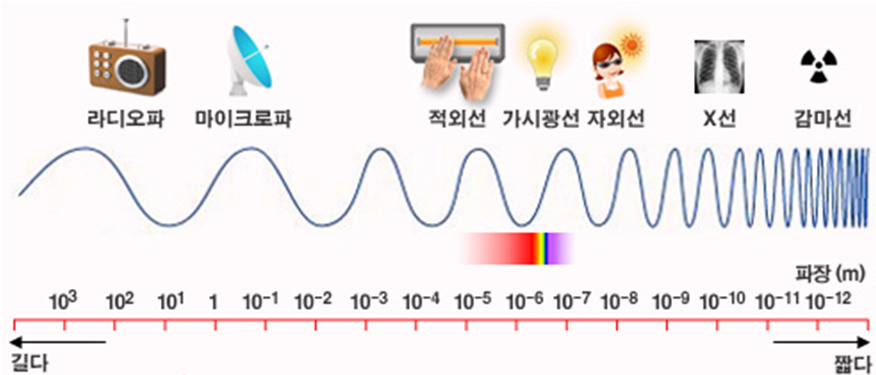 라디오파 마이크로파 적외선 가시광선 자외선 X선 감마선
파장 (m)
10³ 10² 10¹ 1 10⁻¹ 10⁻² 10⁻³ 10⁻⁴ 10⁻⁵ 10⁻⁶ 10⁻⁷ 10⁻⁸ 10⁻⁹ 10⁻¹⁰ 10⁻¹¹ 10⁻¹²
길다 짧다